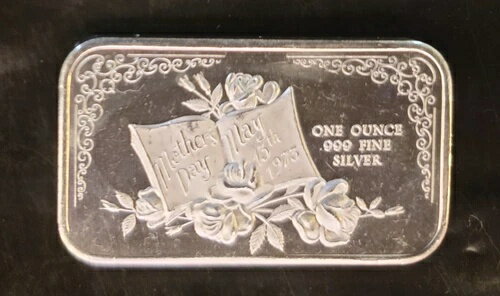 Mother's
Day
May
13th
1973
ONE OUNCE
999 FINE
SILVER